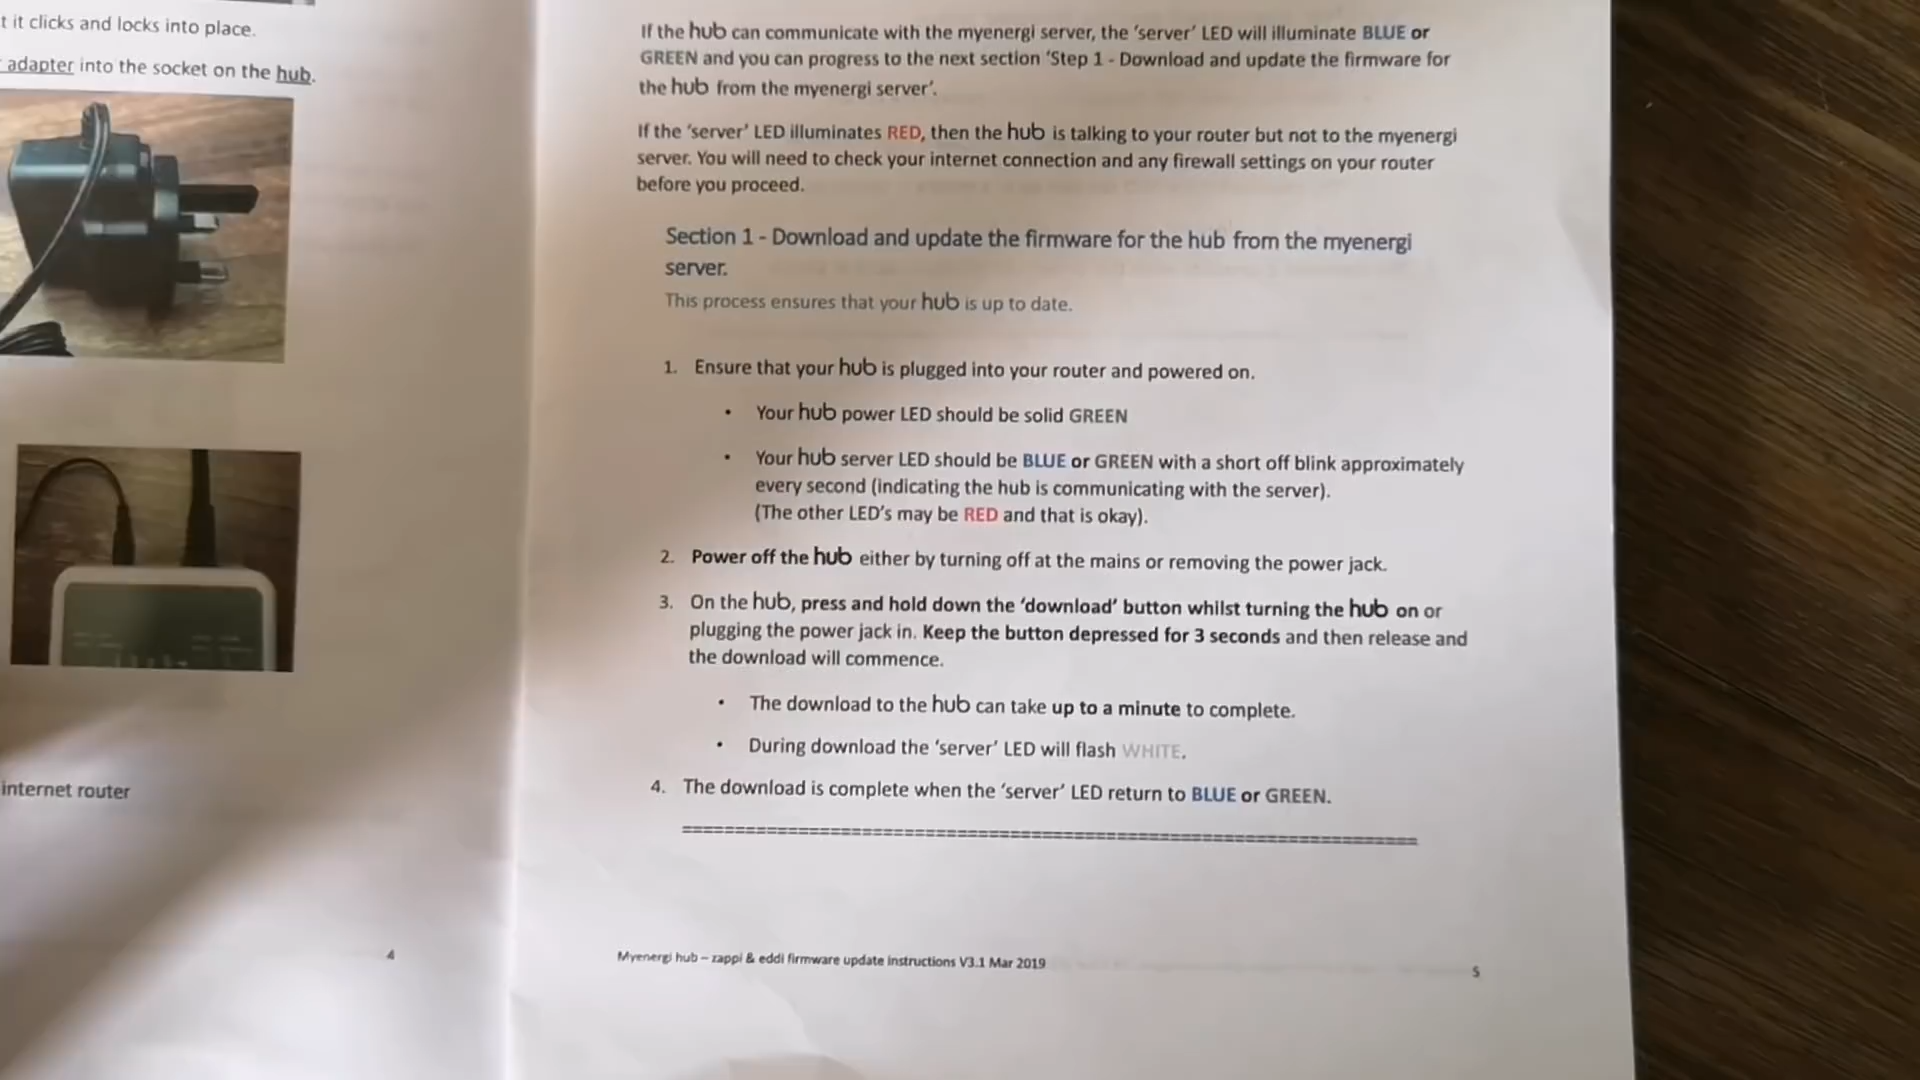 t it clicks and locks into place.
adapter into the socket on the hub.
internet router
4
If the hub can communicate with the myenergi server, the ‘server’ LED will illuminate BLUE or
GREEN and you can progress to the next section ‘Step 1 - Download and update the firmware for
the hub from the myenergi server’.
If the ‘server’ LED illuminates RED, then the hub is talking to your router but not to the myenergi
server. You will need to check your internet connection and any firewall settings on your router
before you proceed.
Section 1 - Download and update the firmware for the hub from the myenergi
server.
This process ensures that your hub is up to date.
1. Ensure that your hub is plugged into your router and powered on.
• Your hub power LED should be solid GREEN
• Your hub server LED should be BLUE or GREEN with a short off blink approximately
every second (indicating the hub is communicating with the server).
(The other LED’s may be RED and that is okay).
2. Power off the hub either by turning off at the mains or removing the power jack.
3. On the hub, press and hold down the ‘download’ button whilst turning the hub on or
plugging the power jack in. Keep the button depressed for 3 seconds and then release and
the download will commence.
• The download to the hub can take up to a minute to complete.
• During download the ‘server’ LED will flash WHITE.
4. The download is complete when the ‘server’ LED return to BLUE or GREEN.
Myenergi hub – zappi & eddi firmware update instructions V3.1 Mar 2019
5